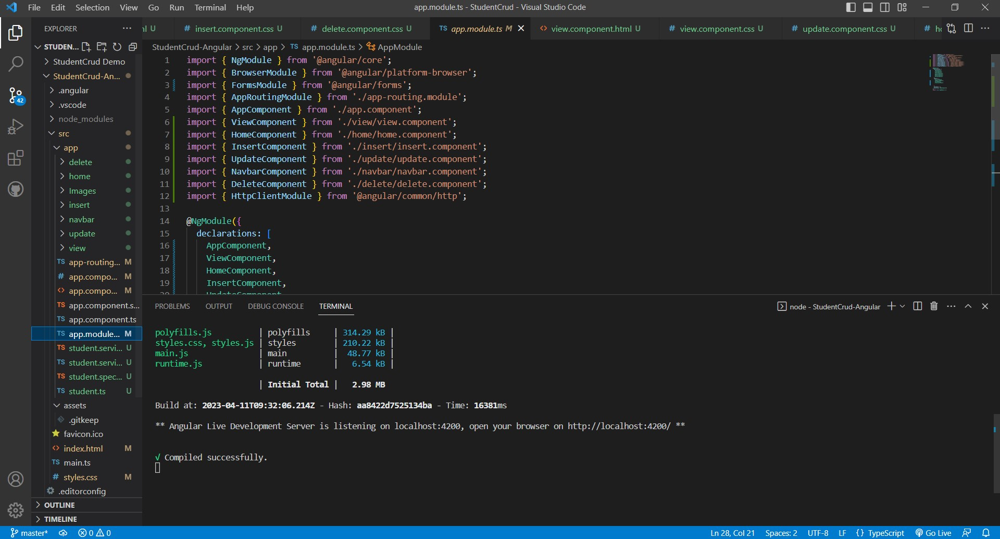 File Edit Selection View Go Run Terminal Help
app.module.ts - StudentCrud - Visual Studio Code
EXPLORER
STUDEN...
StudentCrud Demo
StudentCrud-An...
.angular
.vscode
node_modules
src
app
delete
home
Images
insert
navbar
update
view
TS app-routing... M
# app.compo... M
<> app.compo... M
TS app.component.s...
TS app.component.ts
TS app.module... M
TS student.servi... U
TS student.servi... U
TS student.spec... U
TS student.ts U
assets
.gitkeep
favicon.ico
<> index.html M
TS main.ts
# styles.css M
.editorconfig
OUTLINE
TIMELINE
42
U # insert.component.css U # delete.component.css U TS app.module.ts M <> view.component.html U # view.component.css U # update.component.css U #
StudentCrud-Angular > src > app > TS app.module.ts > AppModule
1 import { NgModule } from '@angular/core';
2 import { BrowserModule } from '@angular/platform-browser';
3 import { FormsModule } from '@angular/forms';
4 import { AppRoutingModule } from './app-routing.module';
5 import { AppComponent } from './app.component';
6 import { ViewComponent } from './view/view.component';
7 import { HomeComponent } from './home/home.component';
8 import { InsertComponent } from './insert/insert.component';
9 import { UpdateComponent } from './update/update.component';
10 import { NavbarComponent } from './navbar/navbar.component';
11 import { DeleteComponent } from './delete/delete.component';
12 import { HttpClientModule } from '@angular/common/http';
13
14 @NgModule({
15 declarations: [
16 AppComponent,
17 ViewComponent,
18 HomeComponent,
19 InsertComponent,
PROBLEMS OUTPUT DEBUG CONSOLE TERMINAL
node - StudentCrud-Angular
polyfills.js | polyfills | 314.29 kB |
styles.css, styles.js | styles | 210.22 kB |
main.js | main | 48.77 kB |
runtime.js | runtime | 6.54 kB |
| Initial Total | 2.98 MB
Build at: 2023-04-11T09:32:06.214Z - Hash: aa8422d7525134ba - Time: 16381ms
** Angular Live Development Server is listening on localhost:4200, open your browser on http://localhost:4200/ **
√ Compiled successfully.
master* 0 0 Ln 28, Col 21 Spaces: 2 UTF-8 LF {} TypeScript Go Live